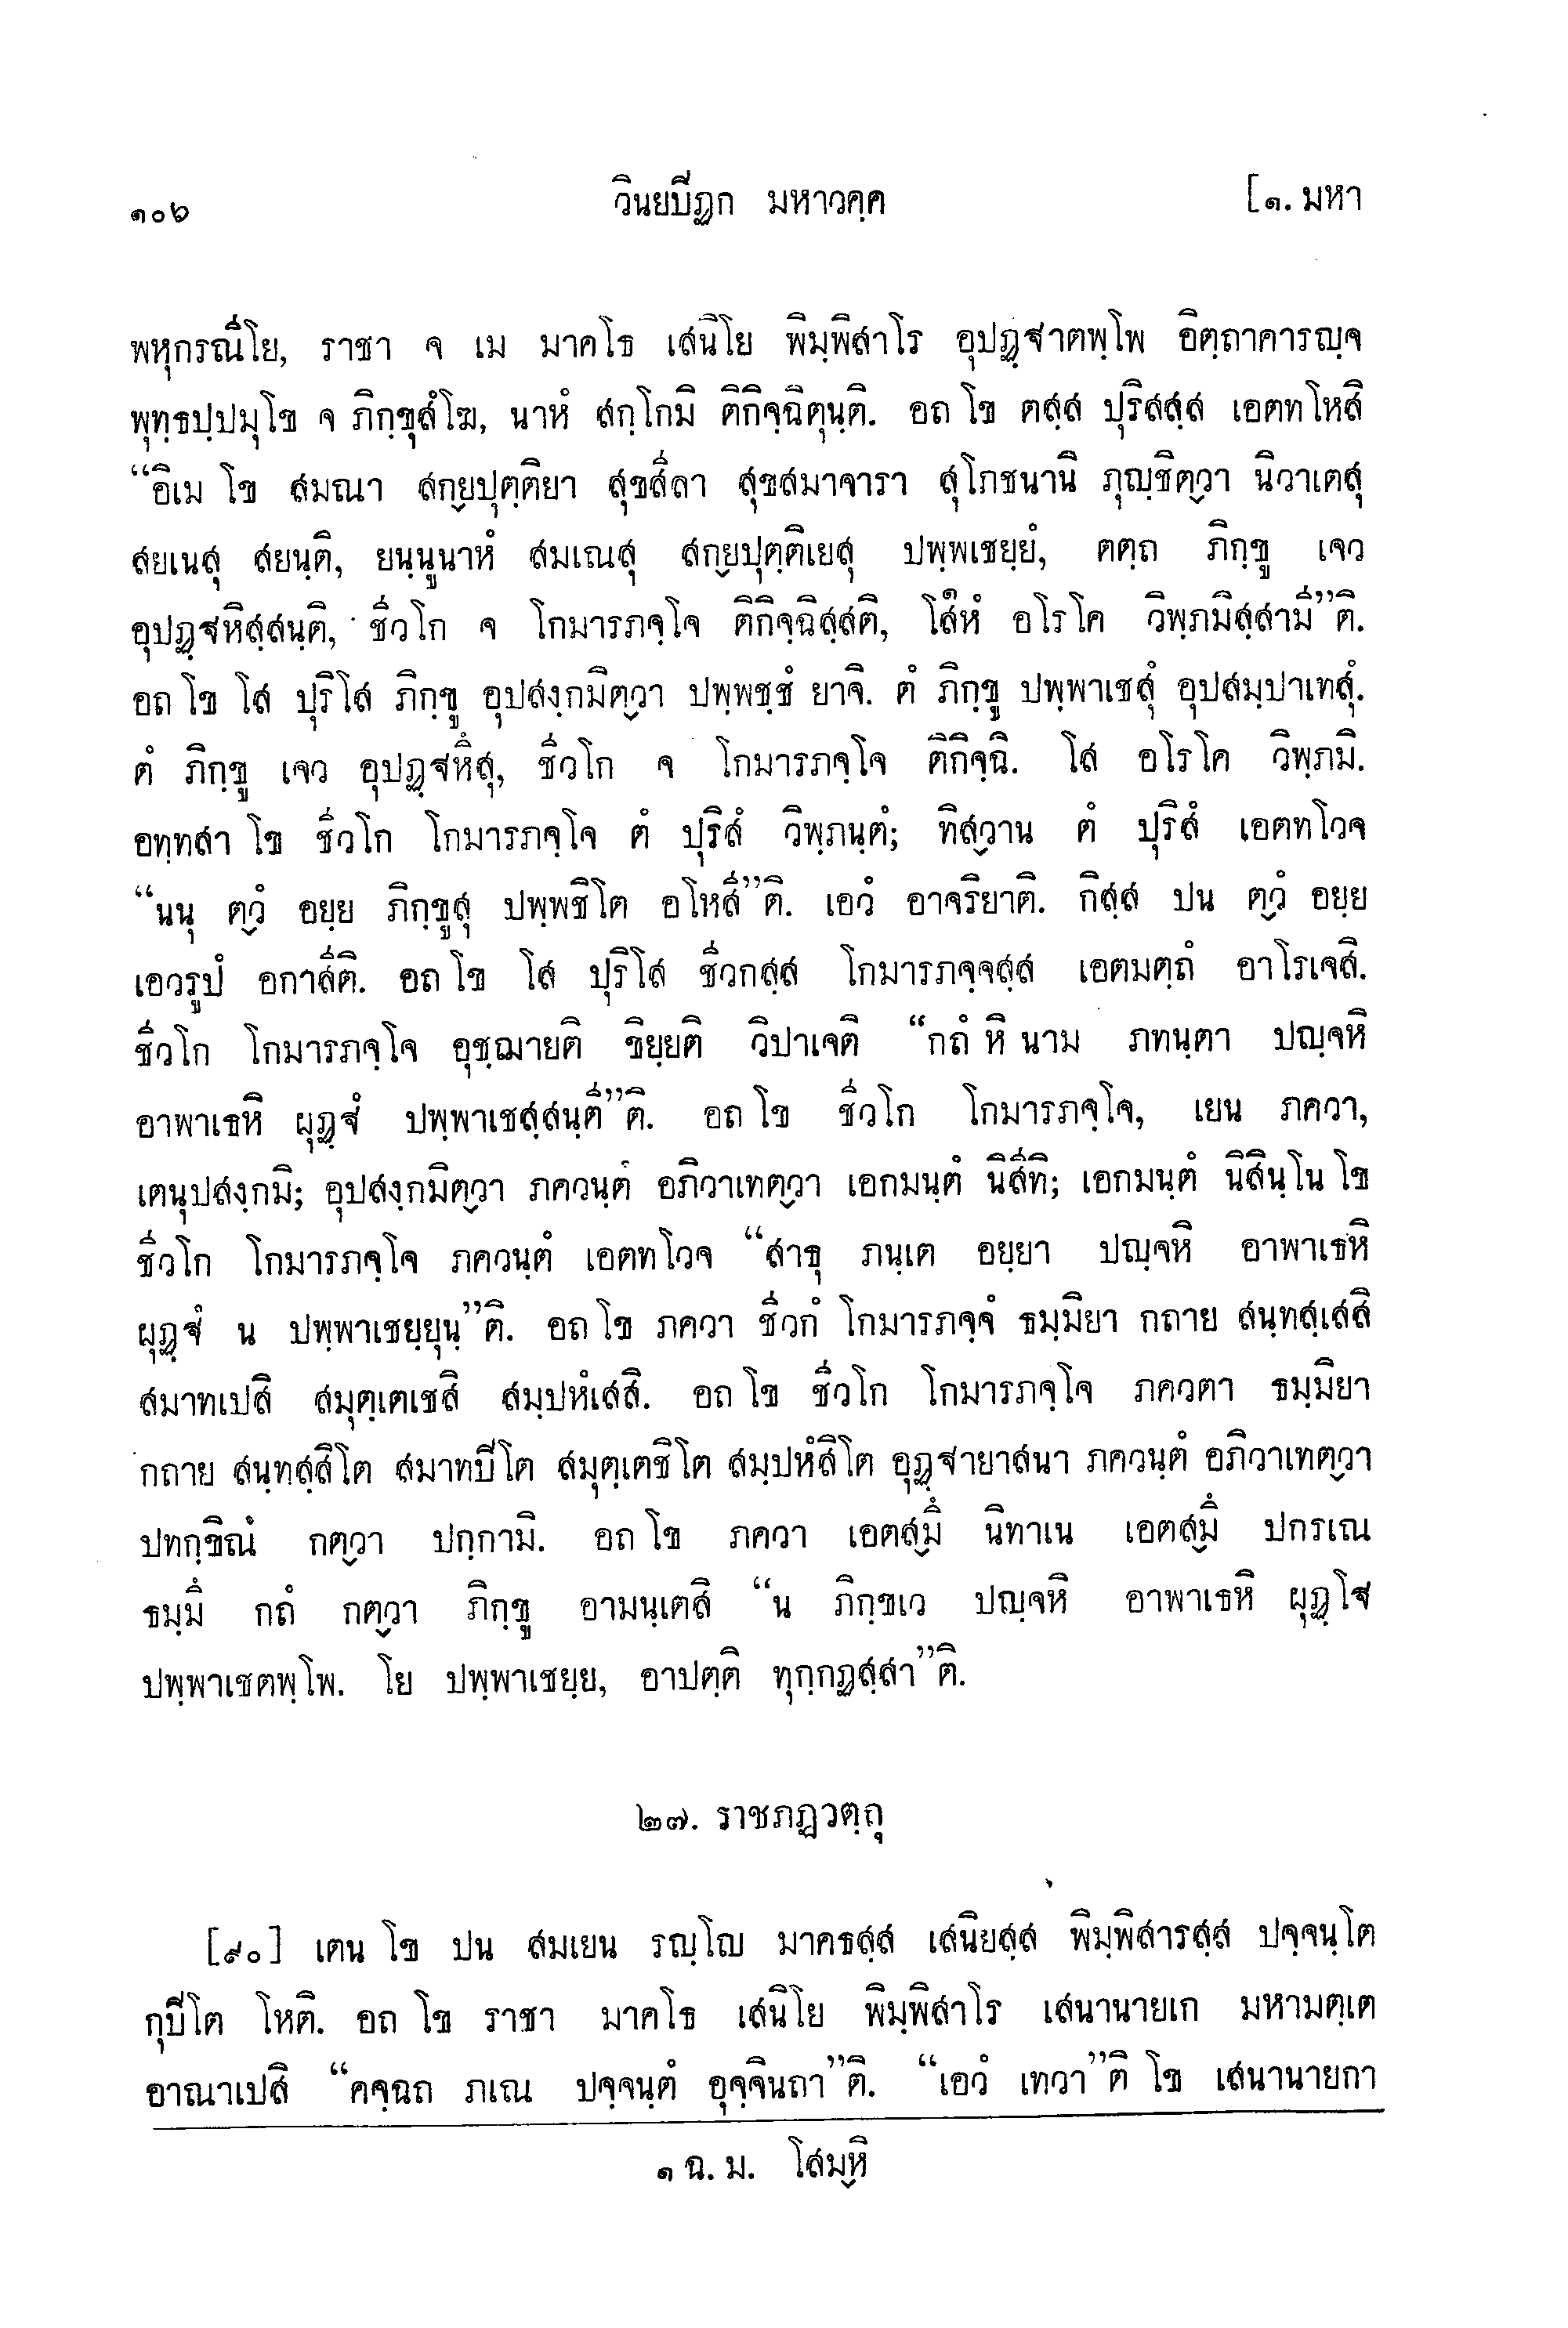 ๑๐๖ วินยปิฏก มหาวคฺค [๑. มหา
พหุกรณีโย, ราชา จ เม มาคโธ เสนิโย พิมฺพิสาโร อุปฏฺฐาตพฺโพ อิตฺถาคารญฺจ
พุทฺธปฺปมุโข จ ภิกฺขุสํโฆ, นาหํ สกฺโกมิ ติกิจฺฉิตุนฺติ. อถ โข ตสฺส ปุริสสฺส เอตทโหสิ
“อิเม โข สมณา สกฺยปุตฺติยา สุขสีลา สุขสมาจารา สุโภชนานิ ภุญฺชิตฺวา นิวาเตสุ
สยเนสุ สยนฺติ, ยนฺนูนาหํ สมเณสุ สกฺยปุตฺติเยสุ ปพฺพเชยฺยํ, ตตฺถ ภิกฺขู เจว
อุปฏฺฐหิสฺสนฺติ, ชีวโก จ โกมารภจฺโจ ติกิจฺฉิสฺสติ, โส๊หํ อโรโค วิพฺภมิสฺสามี”ติ.
อถ โข โส ปุริโส ภิกฺขู อุปสงฺกมิตฺวา ปพฺพชฺชํ ยาจิ. ตํ ภิกฺขู ปพฺพาเชสุํ อุปสมฺปาเทสุํ.
ตํ ภิกฺขู เจว อุปฏฺฐหึสุ, ชีวโก จ โกมารภจฺโจ ติกิจฺฉิ. โส อโรโค วิพฺภมิ.
อทฺทสา โข ชีวโก โกมารภจฺโจ ตํ ปุริสํ วิพฺภนฺตํ; ทิสฺวาน ตํ ปุริสํ เอตทโวจ
“นนุ ตฺวํ อยฺย ภิกฺขูสุ ปพฺพชิโต อโหสี”ติ. เอวํ อาจริยาติ. กิสฺส ปน ตฺวํ อยฺย
เอวรูปํ อกาสีติ. อถ โข โส ปุริโส ชีวกสฺส โกมารภจฺจสฺส เอตมตฺถํ อาโรเจสิ.
ชีวโก โกมารภจฺโจ อุชฺฌายติ ขิยฺยติ วิปาเจติ “กถํ หิ นาม ภทนฺตา ปญฺจหิ
อาพาเธหิ ผุฏฺฐํ ปพฺพาเชสฺสนฺตี”ติ. อถ โข ชีวโก โกมารภจฺโจ, เยน ภควา,
เตนุปสงฺกมิ; อุปสงฺกมิตฺวา ภควนฺตํ อภิวาเทตฺวา เอกมนฺตํ นิสีทิ; เอกมนฺตํ นิสินฺโน โข
ชีวโก โกมารภจฺโจ ภควนฺตํ เอตทโวจ “สาธุ ภนฺเต อยฺยา ปญฺจหิ อาพาเธหิ
ผุฏฺฐํ น ปพฺพาเชยฺยุนฺ”ติ. อถ โข ภควา ชีวกํ โกมารภจฺจํ ธมฺมิยา กถาย สนฺทสฺเสสิ
สมาทเปสิ สมุตฺเตเชสิ สมฺปหํเสสิ. อถ โข ชีวโก โกมารภจฺโจ ภควตา ธมฺมิยา
กถาย สนฺทสฺสิโต สมาทปิโต สมุตฺเตชิโต สมฺปหํสิโต อุฏฺฐายาสนา ภควนฺตํ อภิวาเทตฺวา
ปทกฺขิณํ กตฺวา ปกฺกามิ. อถ โข ภควา เอตสฺมึ นิทาเน เอตสฺมึ ปกรเณ
ธมฺมึ กถํ กตฺวา ภิกฺขู อามนฺเตสิ “น ภิกฺขเว ปญฺจหิ อาพาเธหิ ผุฏฺโฐ
ปพฺพาเชตพฺโพ. โย ปพฺพาเชยฺย, อาปตฺติ ทุกฺกฏสฺสา”ติ.
๒๗. ราชภฏวตฺถุ
[๙๐] เตน โข ปน สมเยน รญฺโญ มาคธสฺส เสนิยสฺส พิมฺพิสารสฺส ปจฺจนฺโต
กุปิโต โหติ. อถ โข ราชา มาคโธ เสนิโย พิมฺพิสาโร เสนานายเก มหามตฺเต
อาณาเปสิ “คจฺฉถ ภเณ ปจฺจนฺตํ อุจฺจินถา”ติ. “เอวํ เทวา”ติ โข เสนานายกา
๑ ฉ. ม. โสมฺหิ